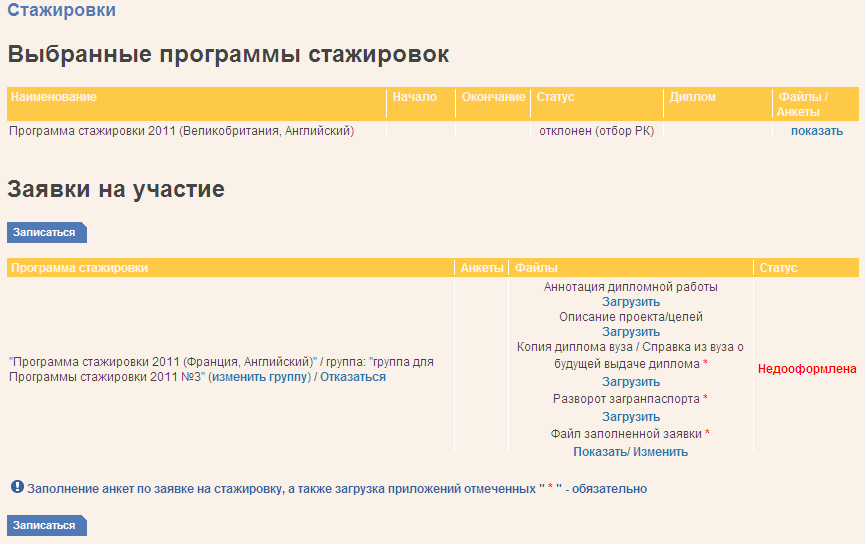 Стажировки
Выбранные программы стажировок
Наименование Начало Окончание Статус Диплом Файлы / Анкеты
Программа стажировки 2011 (Великобритания, Английский) отклонен (отбор РК) показать
Заявки на участие
Записаться
Программа стажировки Анкеты Файлы Статус
Аннотация дипломной работы
Загрузить
Описание проекта/целей
Загрузить
Копия диплома вуза / Справка из вуза о
будущей выдаче диплома *
Загрузить
Разворот загранпаспорта *
Загрузить
Файл заполненной заявки *
Показать/ Изменить
"Программа стажировки 2011 (Франция, Английский)" / группа: "группа для
Программы стажировки 2011 №3" (изменить группу) / Отказаться
Недооформлена
Заполнение анкет по заявке на стажировку, а также загрузка приложений отмеченных " * " - обязательно
Записаться